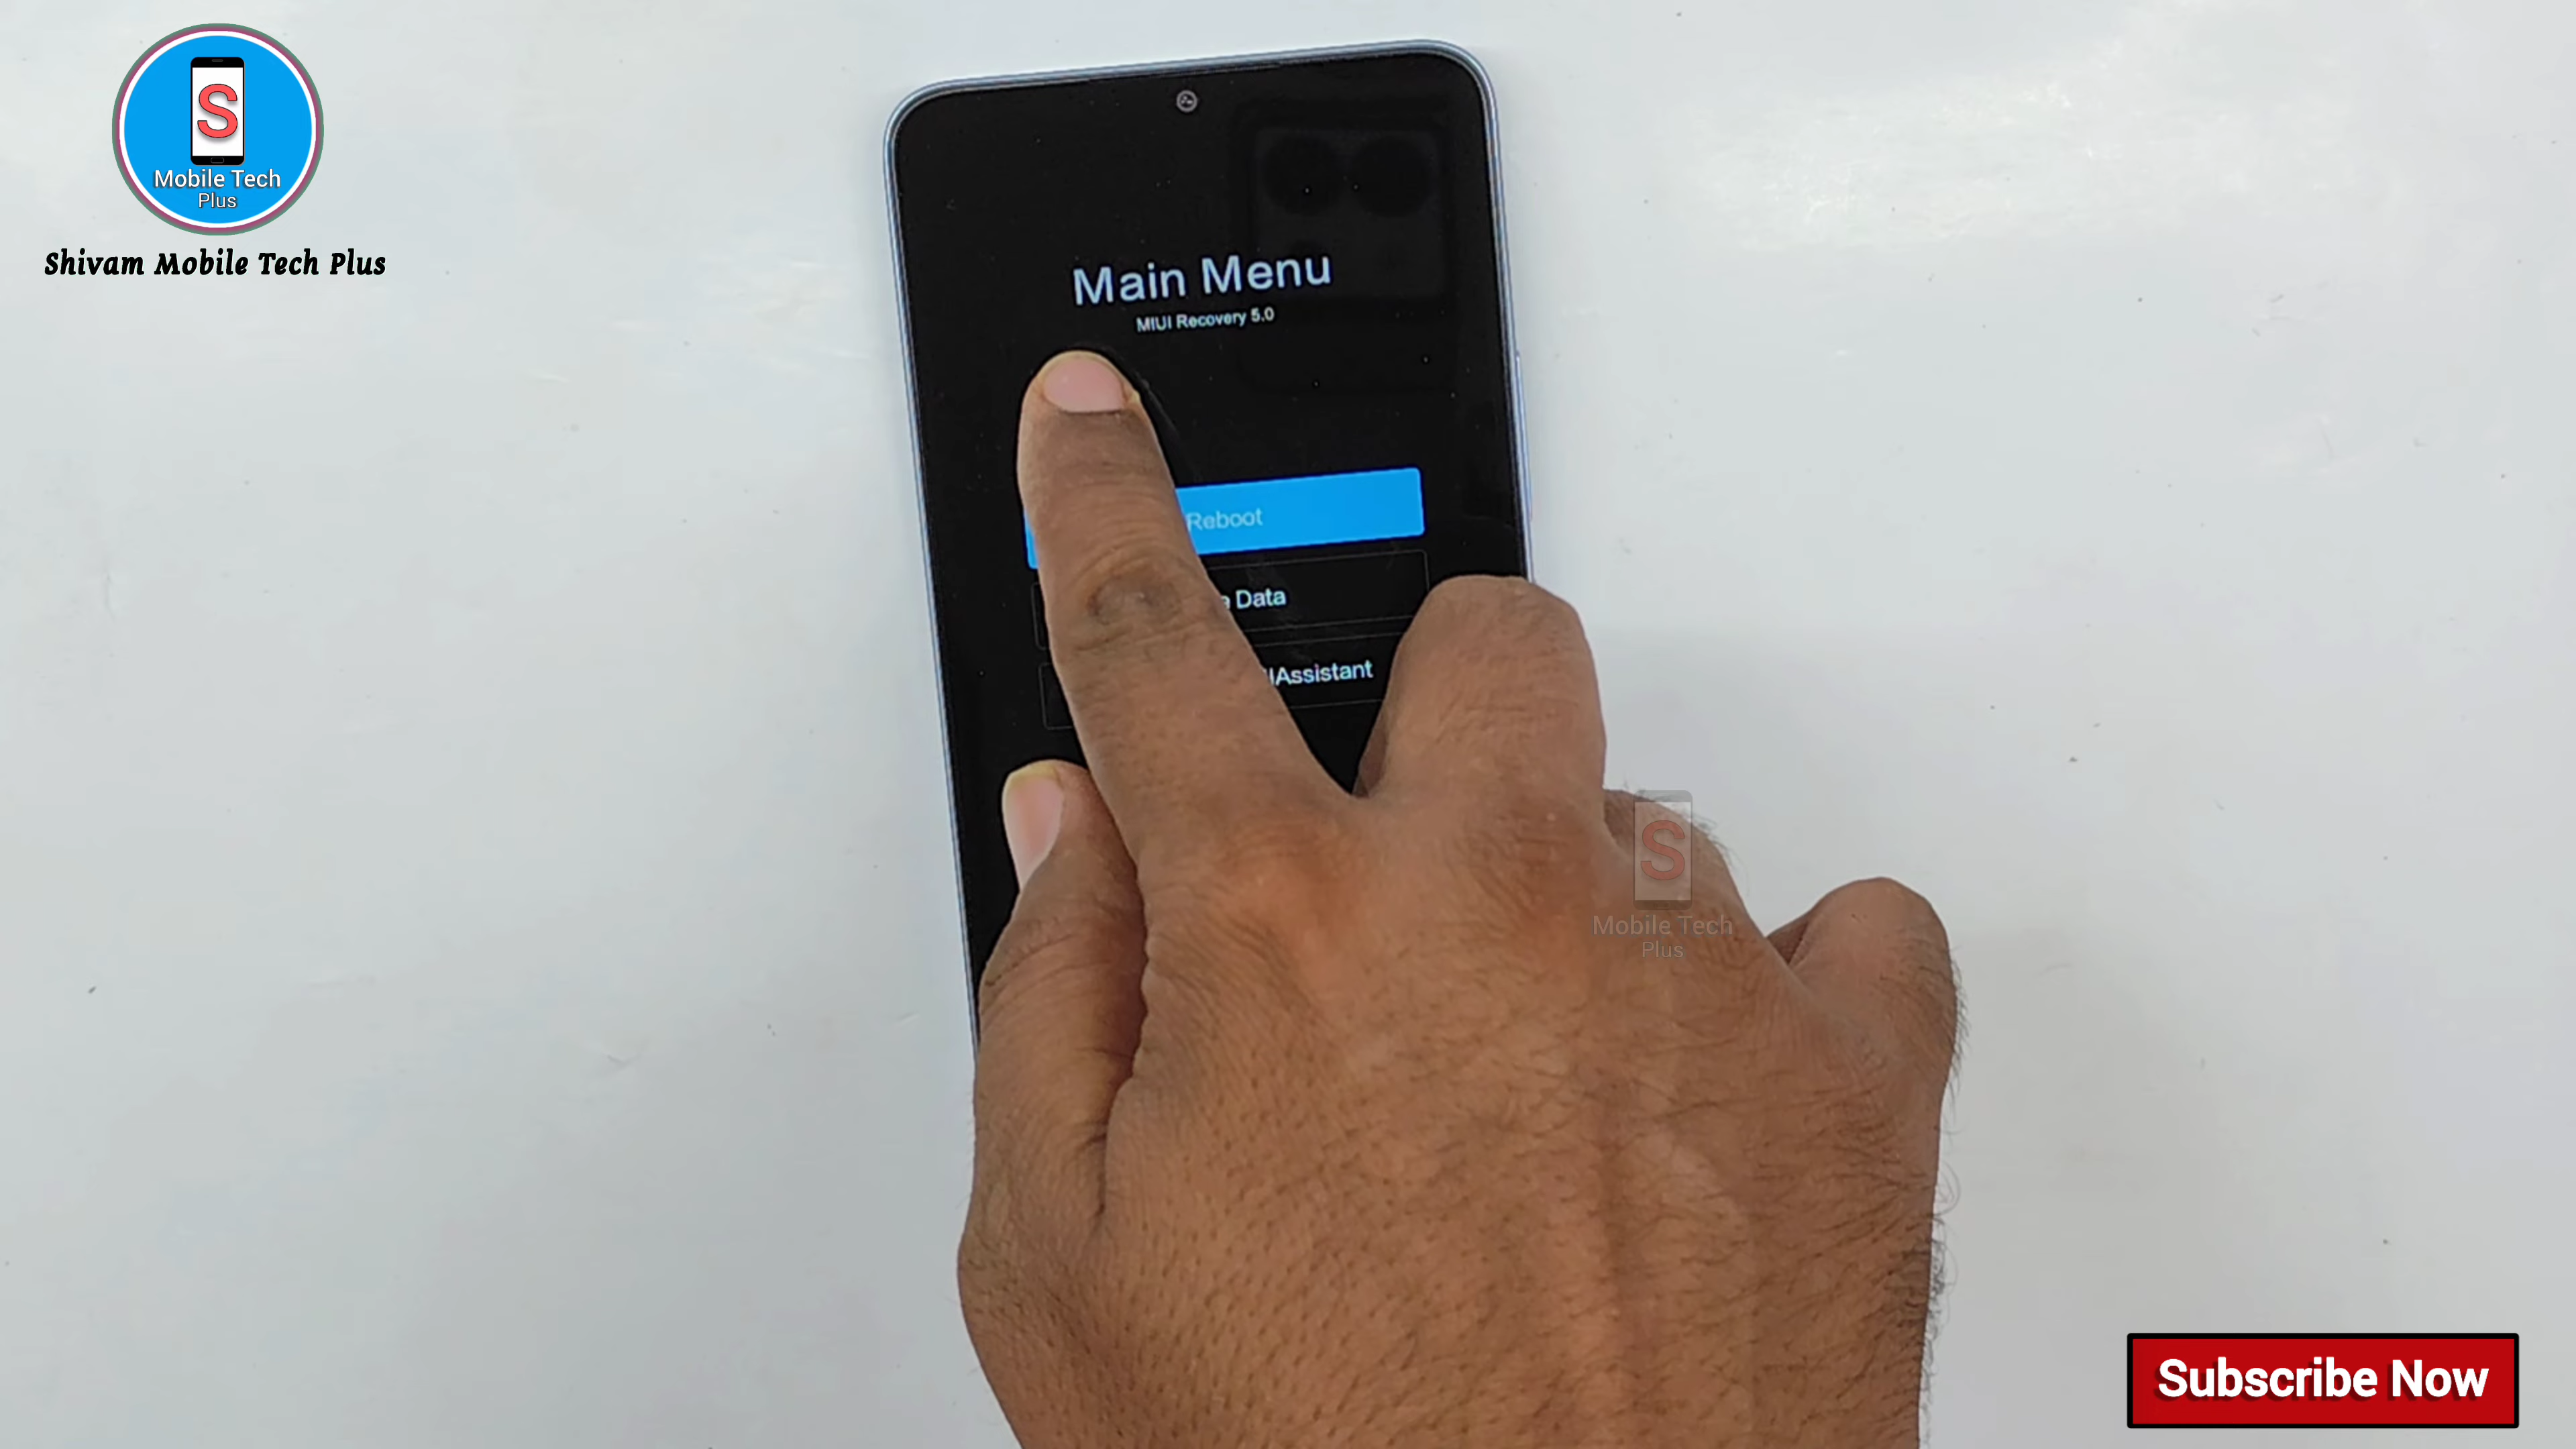 S
Mobile Tech
Plus
Shivam Mobile Tech Plus
Main Menu
MIUI Recovery 5.0
Reboot
Data
Assistant
S
Mobile Tech
Plus
Subscribe Now